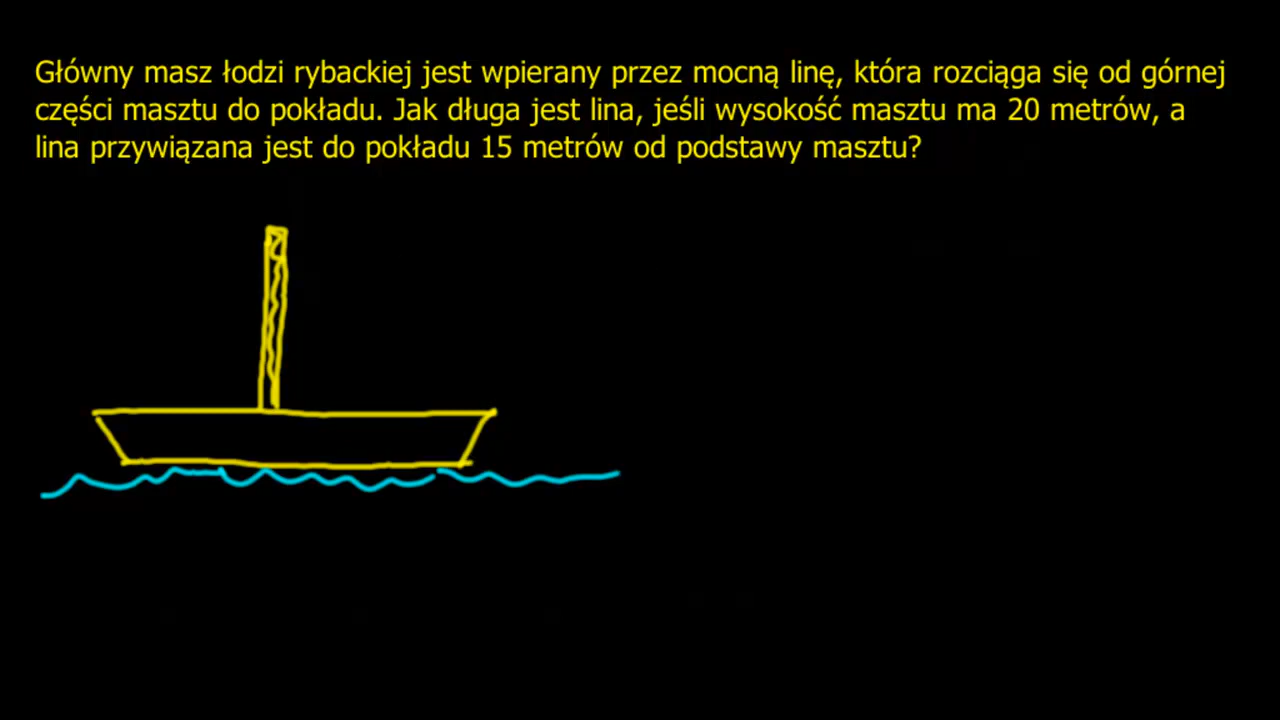 Główny masz łodzi rybackiej jest wpierany przez mocną linę, która rozciąga się od górnej
części masztu do pokładu. Jak długa jest lina, jeśli wysokość masztu ma 20 metrów, a
lina przywiązana jest do pokładu 15 metrów od podstawy masztu?